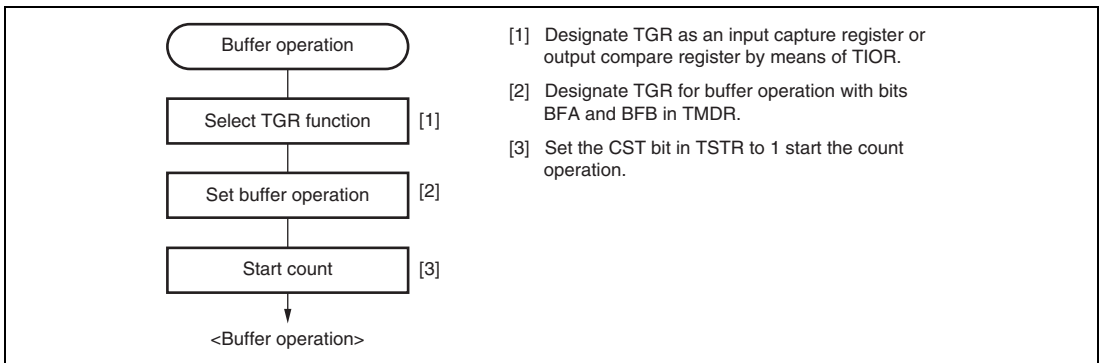 Buffer operation
Select TGR function
[1]
Set buffer operation
[2]
Start count
[3]
<Buffer operation>
[1] Designate TGR as an input capture register or
output compare register by means of TIOR.
[2] Designate TGR for buffer operation with bits
BFA and BFB in TMDR.
[3] Set the CST bit in TSTR to 1 start the count
operation.